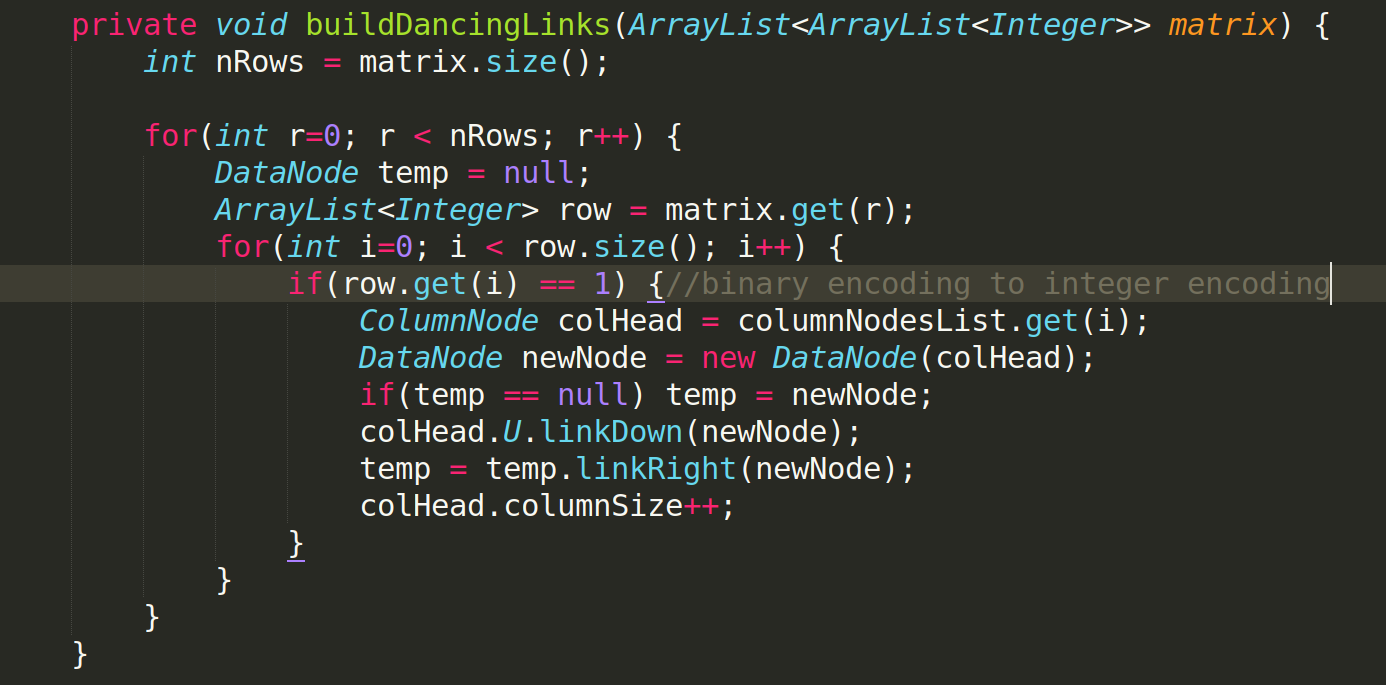 private void buildDancingLinks(ArrayList<ArrayList<Integer>> matrix) {
int nRows = matrix.size();
for(int r=0; r < nRows; r++) {
DataNode temp = null;
ArrayList<Integer> row = matrix.get(r);
for(int i=0; i < row.size(); i++) {
if(row.get(i) == 1) {//binary encoding to integer encoding
ColumnNode colHead = columnNodesList.get(i);
DataNode newNode = new DataNode(colHead);
if(temp == null) temp = newNode;
colHead.U.linkDown(newNode);
temp = temp.linkRight(newNode);
colHead.columnSize++;
}
}
}
}